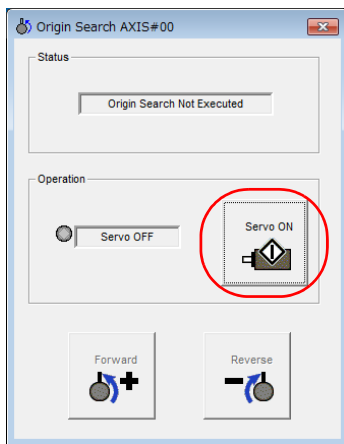 Origin Search AXIS#00
Status
Origin Search Not Executed
Operation
Servo OFF
Servo ON
Forward
Reverse